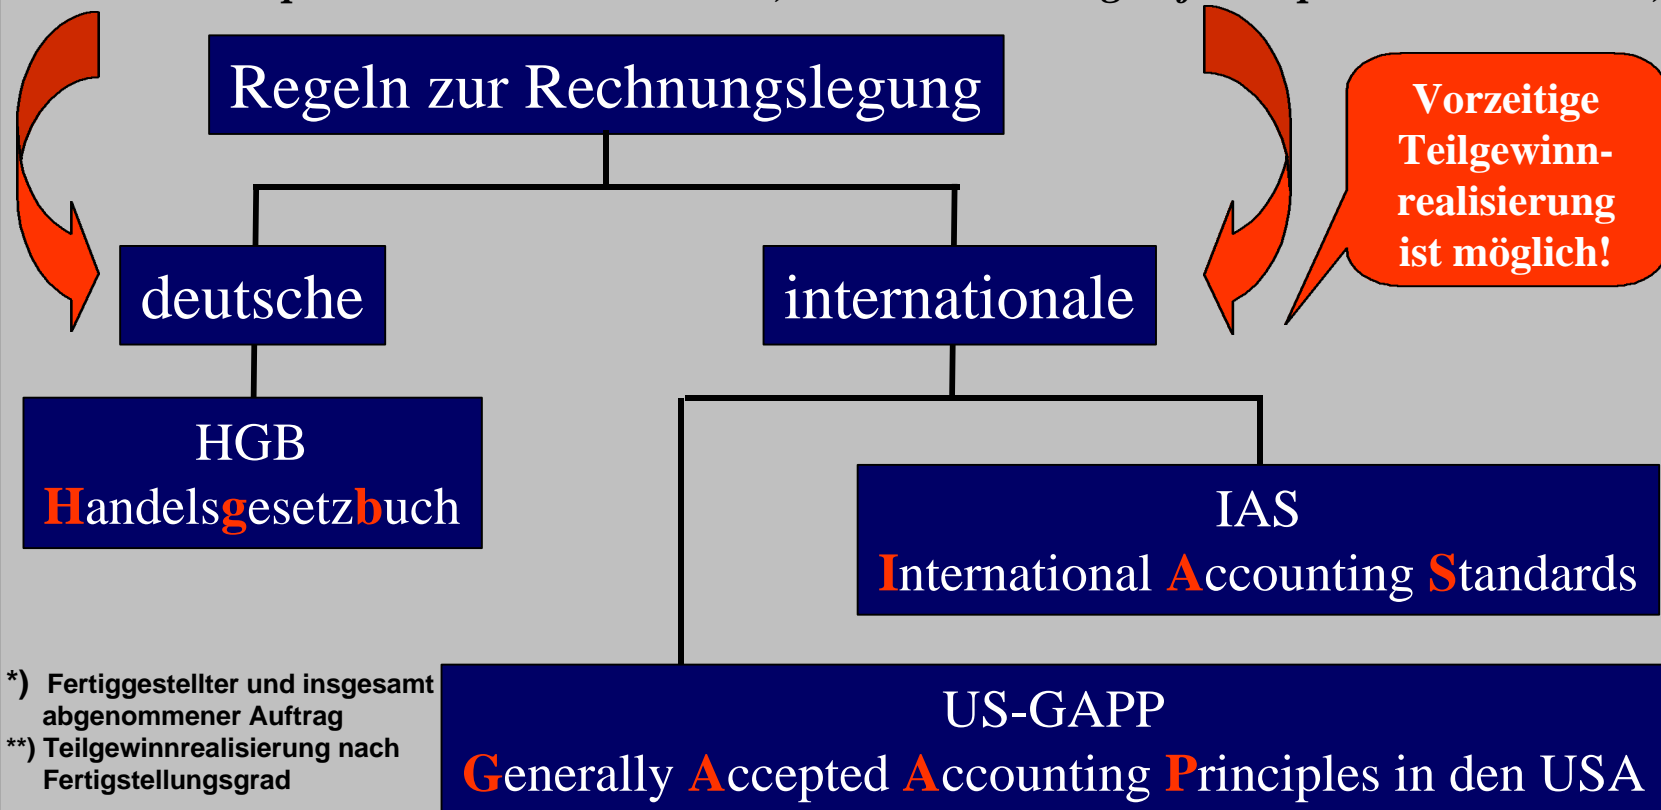 Regeln zur Rechnungslegung
Vorzeitige
Teilgewinn-
realisierung
ist möglich!
deutsche
internationale
HGB
Handelsgesetzbuch
IAS
International Accounting Standards
*) Fertiggestellter und insgesamt
abgenommener Auftrag
**) Teilgewinnrealisierung nach
Fertigstellungsgrad
US-GAPP
Generally Accepted Accounting Principles in den USA